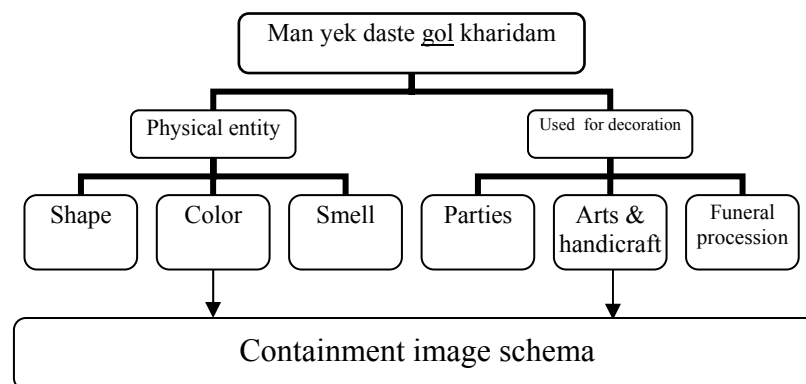 Man yek daste gol kharidam
Physical entity
Used for decoration
Shape
Color
Smell
Parties
Arts &
handicraft
Funeral
procession
Containment image schema